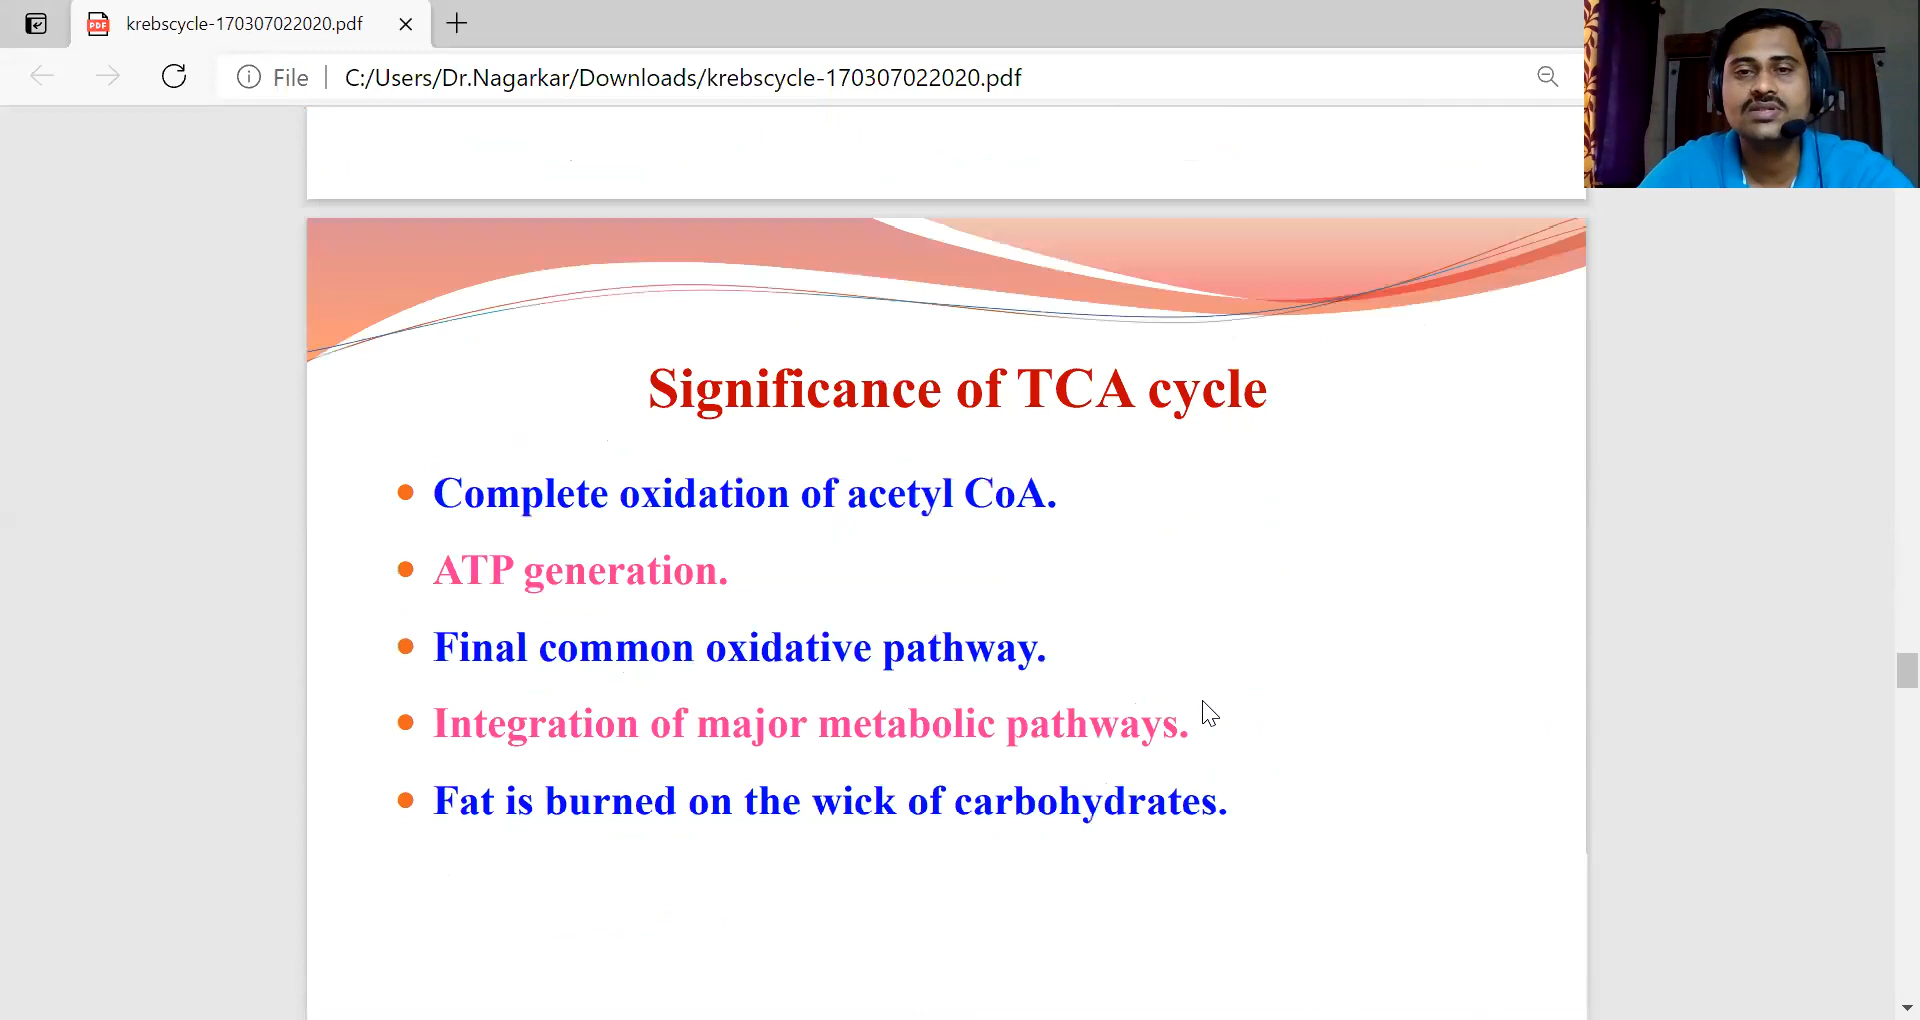 krebscycle-170307022020.pdf
File
C:/Users/Dr.Nagarkar/Downloads/krebscycle-170307022020.pdf
Significance of TCA cycle
• Complete oxidation of acetyl CoA.
• ATP generation.
• Final common oxidative pathway.
• Integration of major metabolic pathways.
• Fat is burned on the wick of carbohydrates.